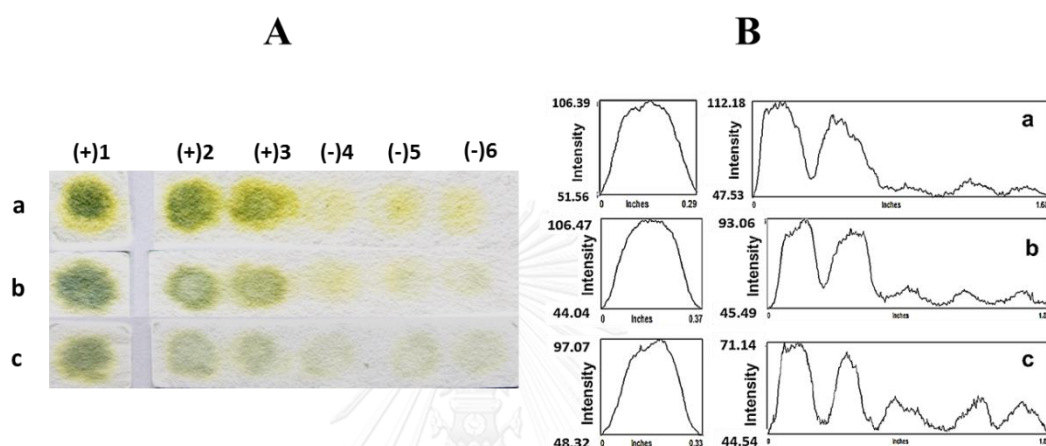 A
B
(+)1 (+)2 (+)3 (-)4 (-)5 (-)6
a
b
c
106.39
Intensity
51.56
0 Inches 0.29
112.18
Intensity
47.53
0 Inches
a
106.47
Intensity
44.04
0 Inches 0.37
93.06
Intensity
45.49
0 Inches
b
97.07
Intensity
48.32
0 Inches 0.33
71.14
Intensity
44.54
0 Inches
c